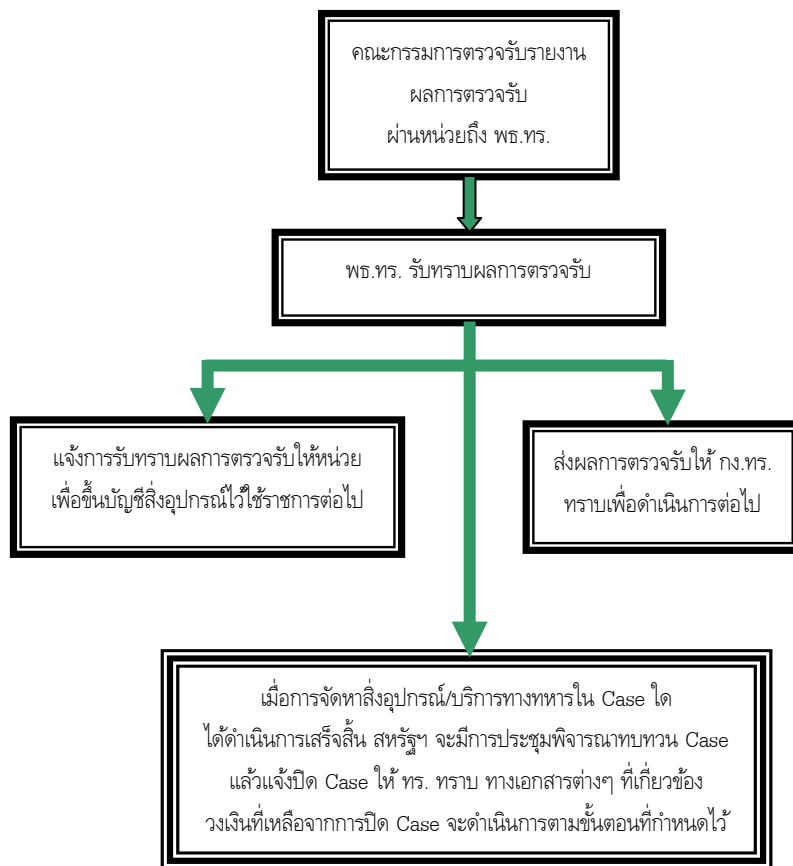 คณะกรรมการตรวจรับรายงาน
ผลการตรวจรับ
ผ่านหน่วยถึง พธ.ทร.
พธ.ทร. รับทราบผลการตรวจรับ
แจ้งการรับทราบผลการตรวจรับให้หน่วย
เพื่อขึ้นบัญชีสิ่งอุปกรณ์ไว้ใช้ราชการต่อไป
ส่งผลการตรวจรับให้ กง.ทร.
ทราบเพื่อดำเนินการต่อไป
เมื่อการจัดหาสิ่งอุปกรณ์/บริการทางทหารใน Case ใด
ได้ดำเนินการเสร็จสิ้น สหรัฐฯ จะมีการประชุมพิจารณาทบทวน Case
แล้วแจ้งปิด Case ให้ ทร. ทราบ ทางเอกสารต่างๆ ที่เกี่ยวข้อง
วงเงินที่เหลือจากการปิด Case จะดำเนินการตามขั้นตอนที่กำหนดไว้